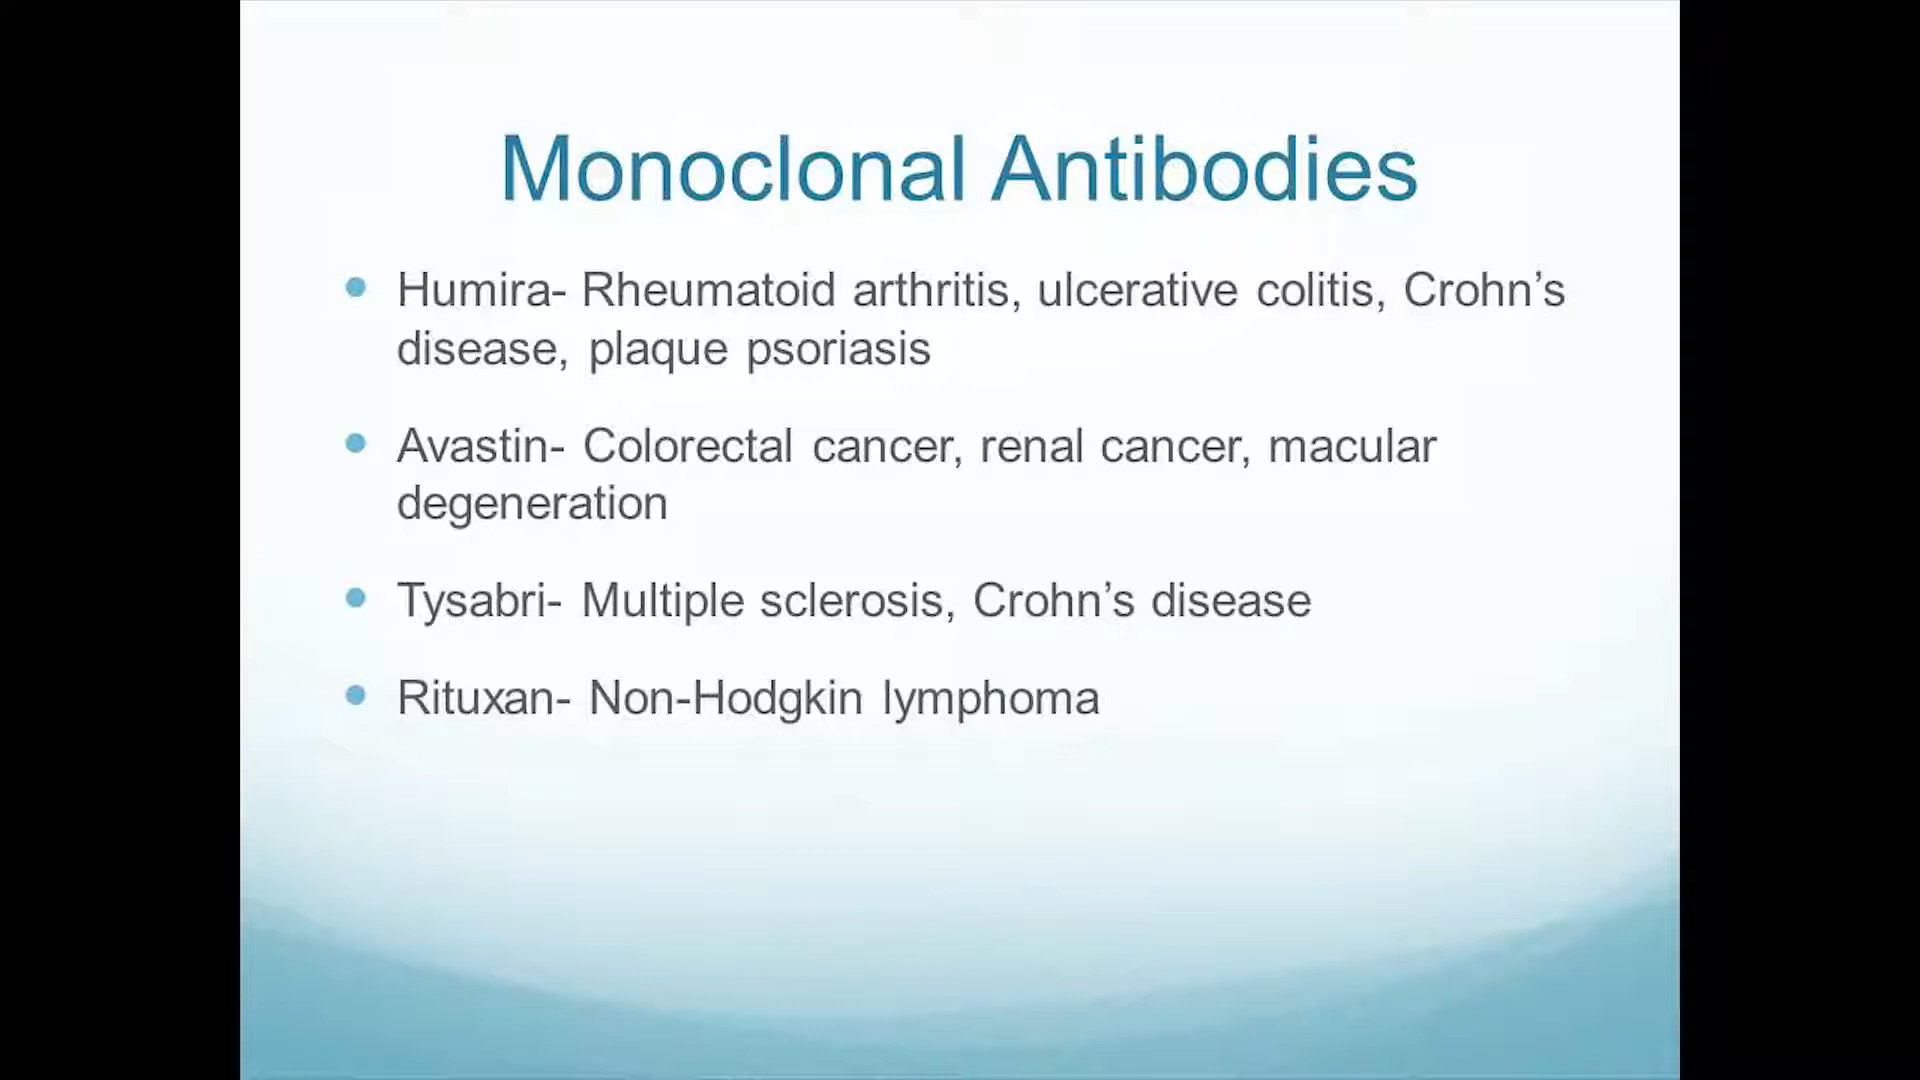 Monoclonal Antibodies
• Humira- Rheumatoid arthritis, ulcerative colitis, Crohn’s
disease, plaque psoriasis
• Avastin- Colorectal cancer, renal cancer, macular
degeneration
• Tysabri- Multiple sclerosis, Crohn’s disease
• Rituxan- Non-Hodgkin lymphoma